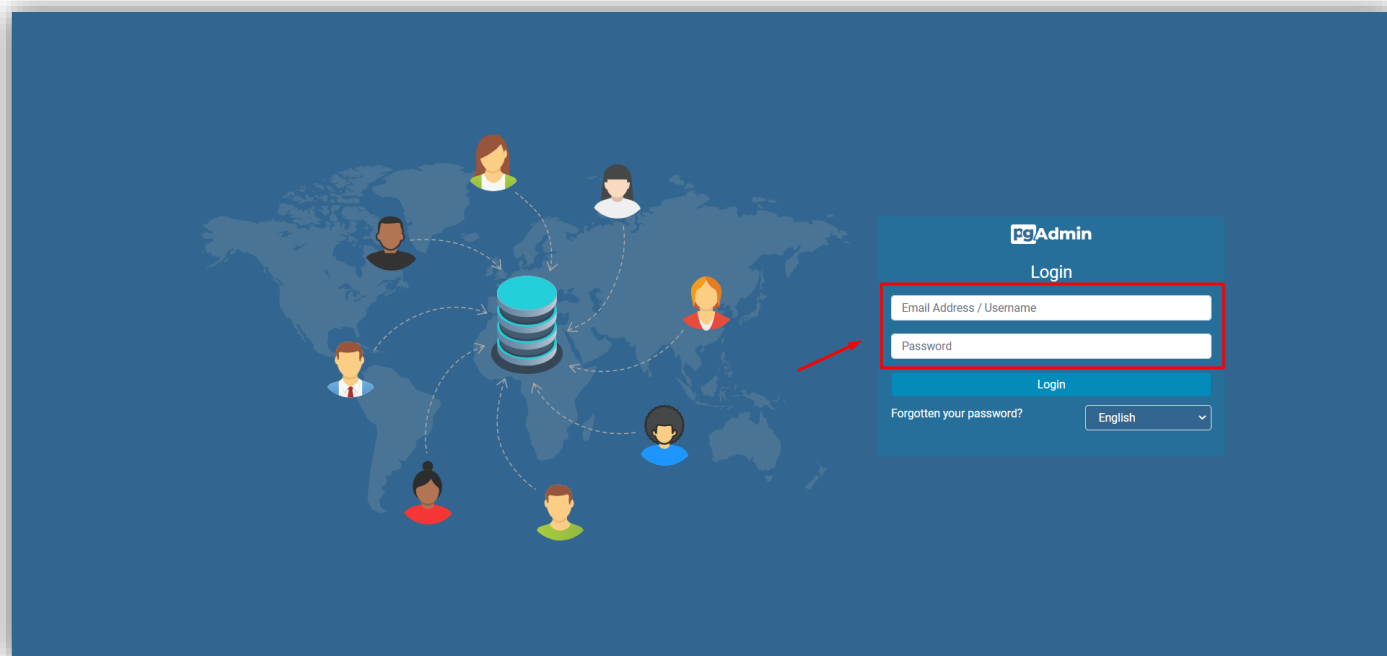 pgAdmin
Login
Email Address / Username
Password
Login
Forgotten your password?
English